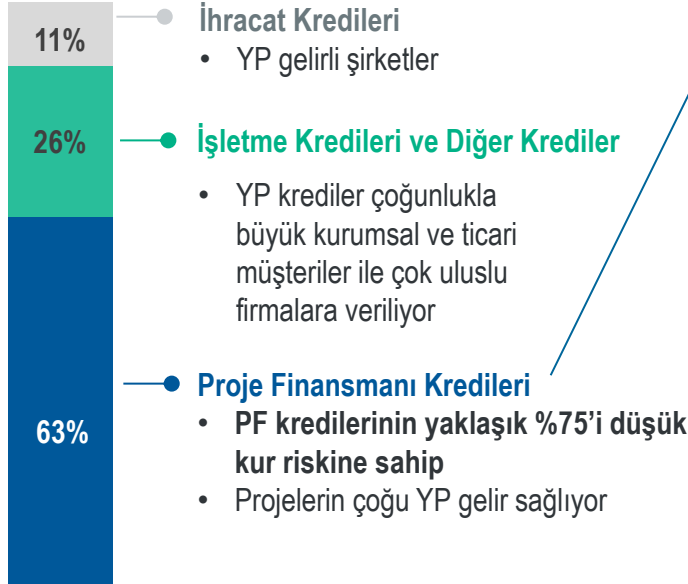 11%
İhracat Kredileri
• YP gelirli şirketler
26%
İşletme Kredileri ve Diğer Krediler
• YP krediler çoğunlukla
büyük kurumsal ve ticari
müşteriler ile çok uluslu
firmalara veriliyor
63%
Proje Finansmanı Kredileri
• PF kredilerinin yaklaşık %75’i düşük
kur riskine sahip
• Projelerin çoğu YP gelir sağlıyor